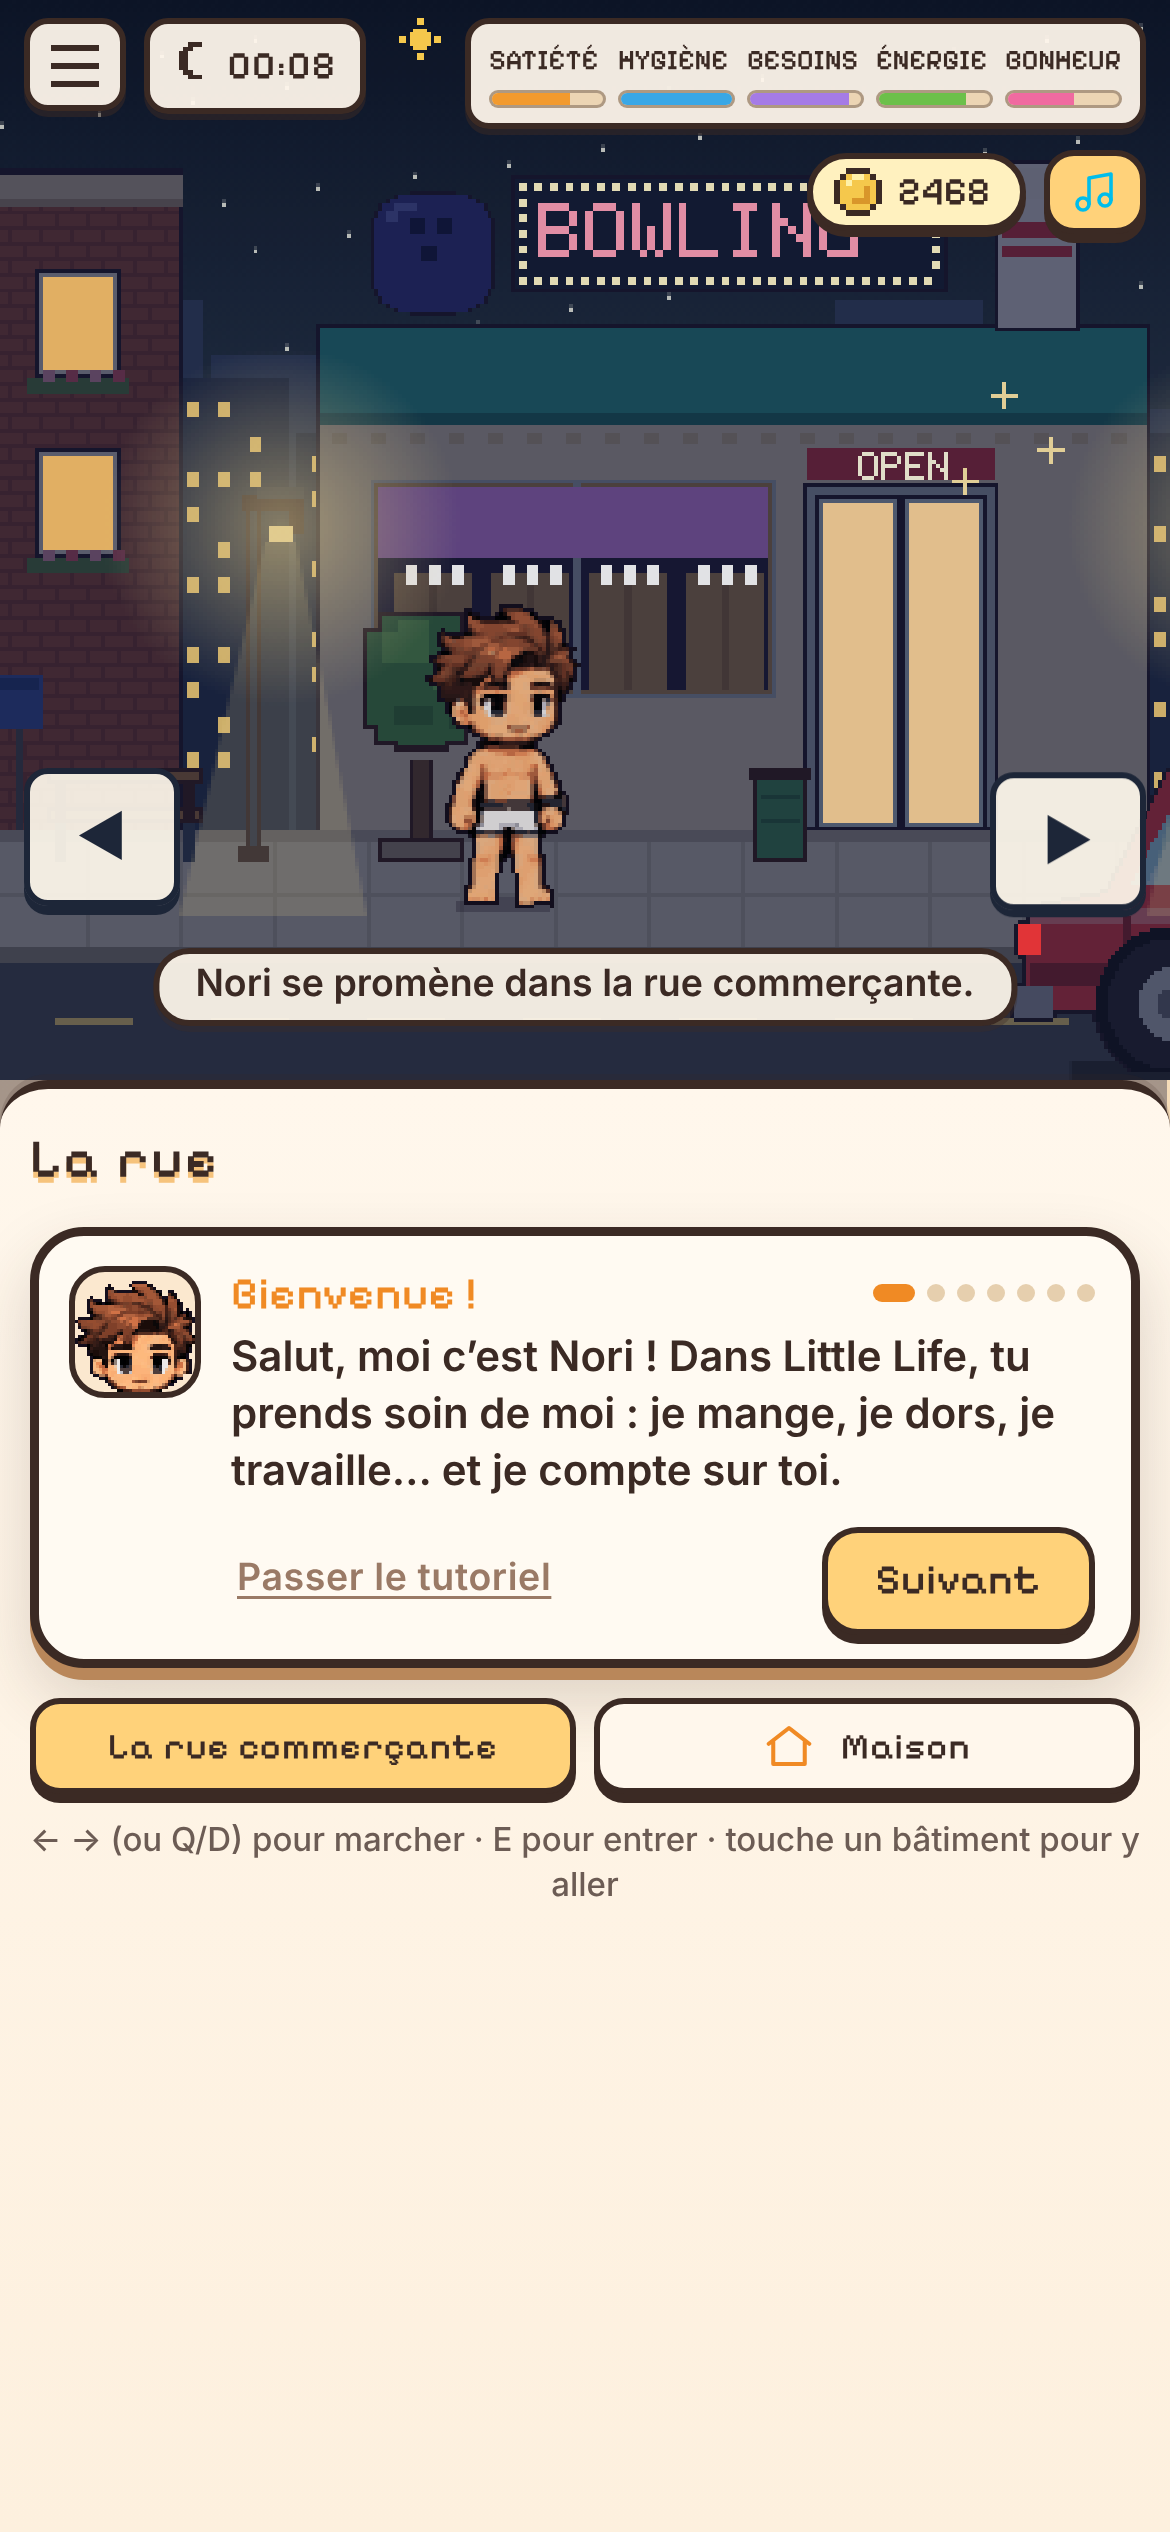 00:08
SATIÉTÉ HYGIÈNE BESOINS ÉNERGIE BONHEUR
2468
BOWLING
OPEN
Nori se promène dans la rue commerçante.
La rue
Bienvenue !
Salut, moi c’est Nori ! Dans Little Life, tu
prends soin de moi : je mange, je dors, je
travaille… et je compte sur toi.
Passer le tutoriel
Suivant
La rue commerçante
Maison
← → (ou Q/D) pour marcher · E pour entrer · touche un bâtiment pour y
aller